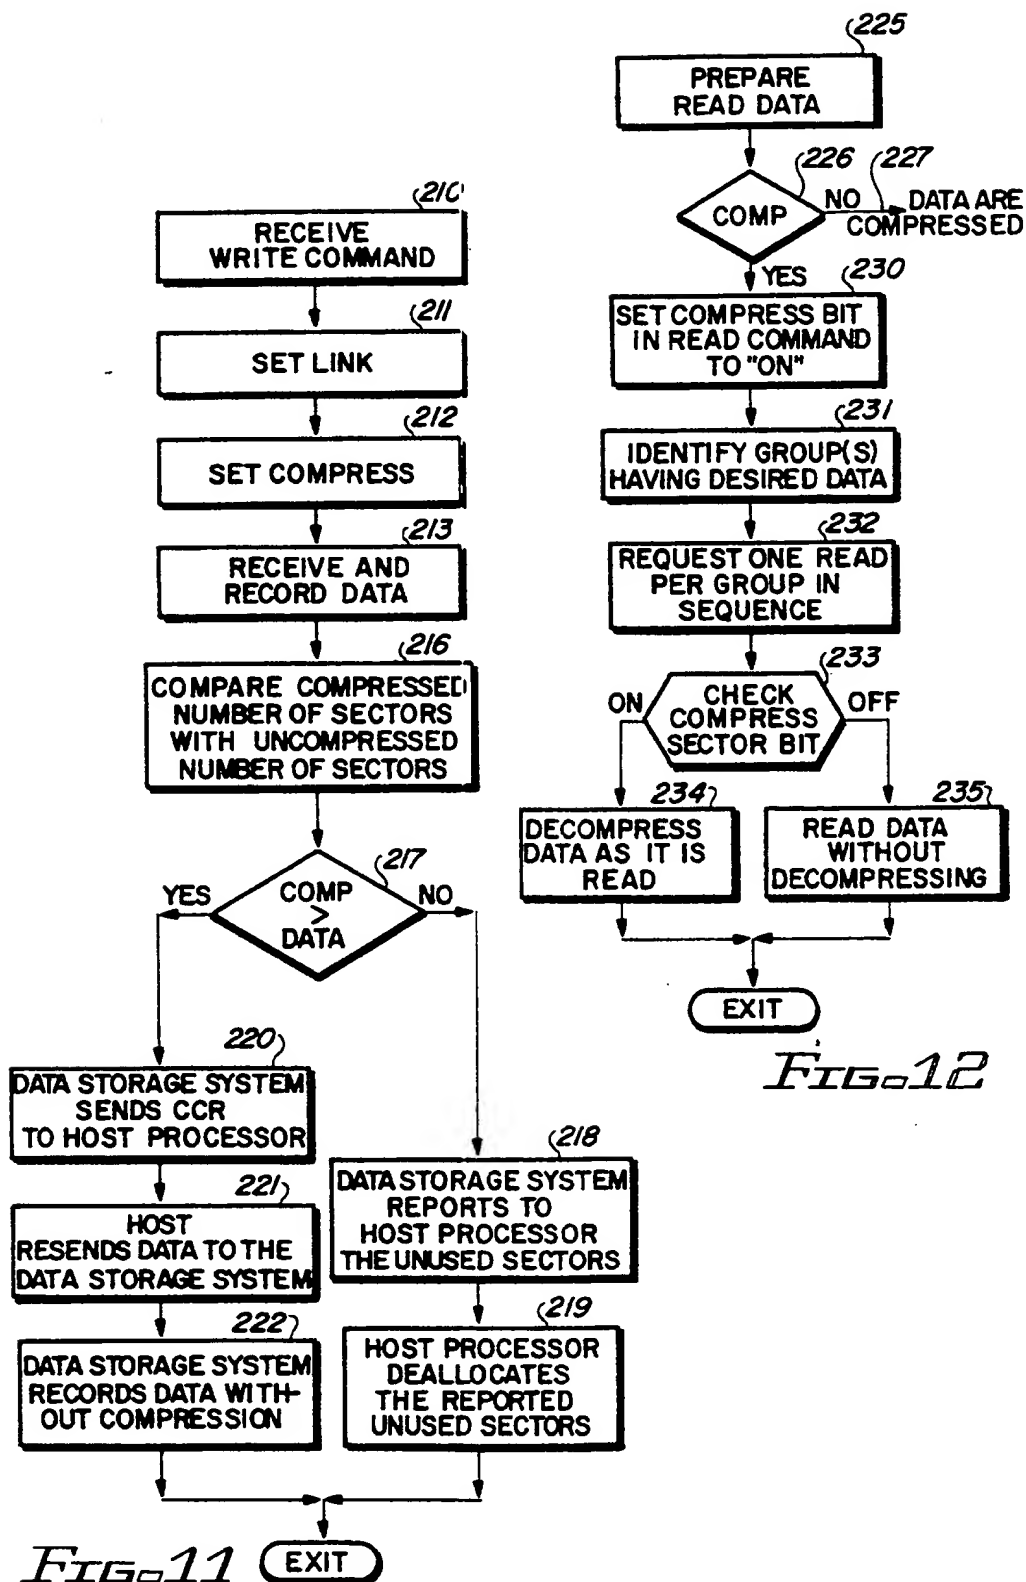 210
RECEIVE
WRITE COMMAND
211
SET LINK
212
SET COMPRESS
213
RECEIVE AND
RECORD DATA
216
COMPARE COMPRESSED
NUMBER OF SECTORS
WITH UNCOMPRESSED
NUMBER OF SECTORS
217
YES
COMP
>
DATA
NO
220
DATA STORAGE SYSTEM
SENDS CCR
TO HOST PROCESSOR
221
HOST
RESENDS DATA TO THE
DATA STORAGE SYSTEM
222
DATA STORAGE SYSTEM
RECORDS DATA WITH-
OUT COMPRESSION
218
DATA STORAGE SYSTEM
REPORTS TO
HOST PROCESSOR
THE UNUSED SECTORS
219
HOST PROCESSOR
DEALLOCATES
THE REPORTED
UNUSED SECTORS
EXIT
FIG. 11
225
PREPARE
READ DATA
226
COMP
NO
227
DATA ARE
COMPRESSED
YES
230
SET COMPRESS BIT
IN READ COMMAND
TO "ON"
231
IDENTIFY GROUP(S)
HAVING DESIRED DATA
232
REQUEST ONE READ
PER GROUP IN
SEQUENCE
233
ON
CHECK
COMPRESS
SECTOR BIT
OFF
234
DECOMPRESS
DATA AS IT IS
READ
235
READ DATA
WITHOUT
DECOMPRESSING
EXIT
FIG. 12